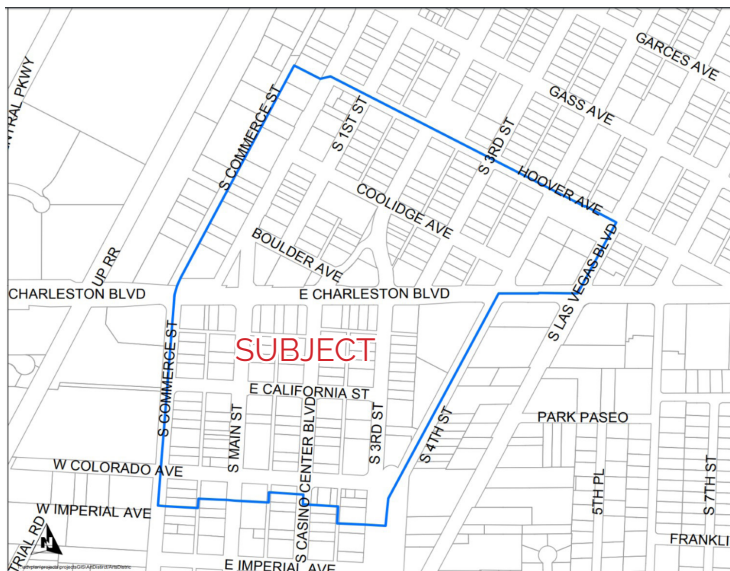 GARCES AVE
NTRAL PKWY
S COMMERCE ST
S 1ST ST
GASS AVE
S 3RD ST
HOOVER AVE
COOLIDGE AVE
BOULDER AVE
UP RR
S LAS VEGAS BLVD
CHARLESTON BLVD
E CHARLESTON BLVD
S COMMERCE ST
SUBJECT
E CALIFORNIA ST
S MAIN ST
S CASINO CENTER BLVD
S 3RD ST
S 4TH ST
PARK PASEO
5TH PL
S 7TH ST
W COLORADO AVE
W IMPERIAL AVE
TRIAL RD
N
E IMPERIAL AVE
FRANKLI